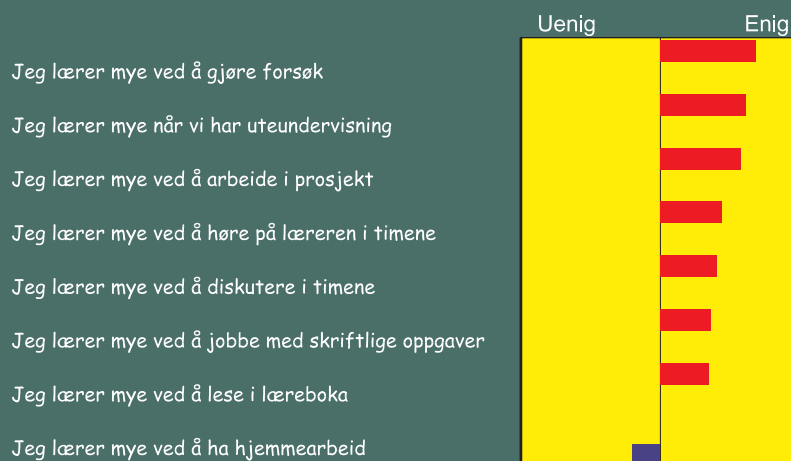 Uenig Enig
Jeg lærer mye ved å gjøre forsøk
Jeg lærer mye når vi har uteundervisning
Jeg lærer mye ved å arbeide i prosjekt
Jeg lærer mye ved å høre på læreren i timene
Jeg lærer mye ved å diskutere i timene
Jeg lærer mye ved å jobbe med skriftlige oppgaver
Jeg lærer mye ved å lese i læreboka
Jeg lærer mye ved å ha hjemmearbeid